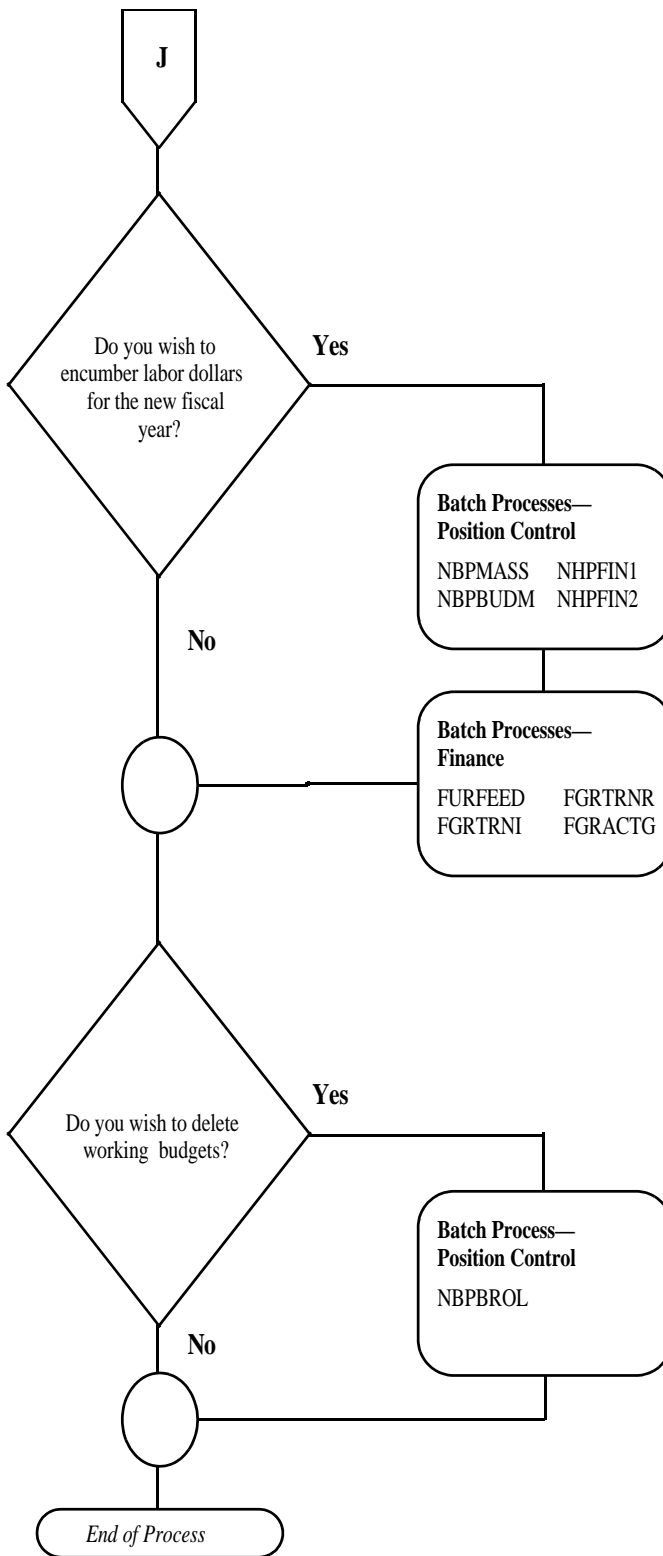 J
Do you wish to
encumber labor dollars
for the new fiscal
year?
Yes
Batch Processes—
Position Control
NBPMASS NHPFIN1
NBPBUDM NHPFIN2
No
Batch Processes—
Finance
FURFEED FGRTRNR
FGRTRNI FGRACTG
Do you wish to delete
working budgets?
Yes
Batch Process—
Position Control
NBPBROL
No
End of Process